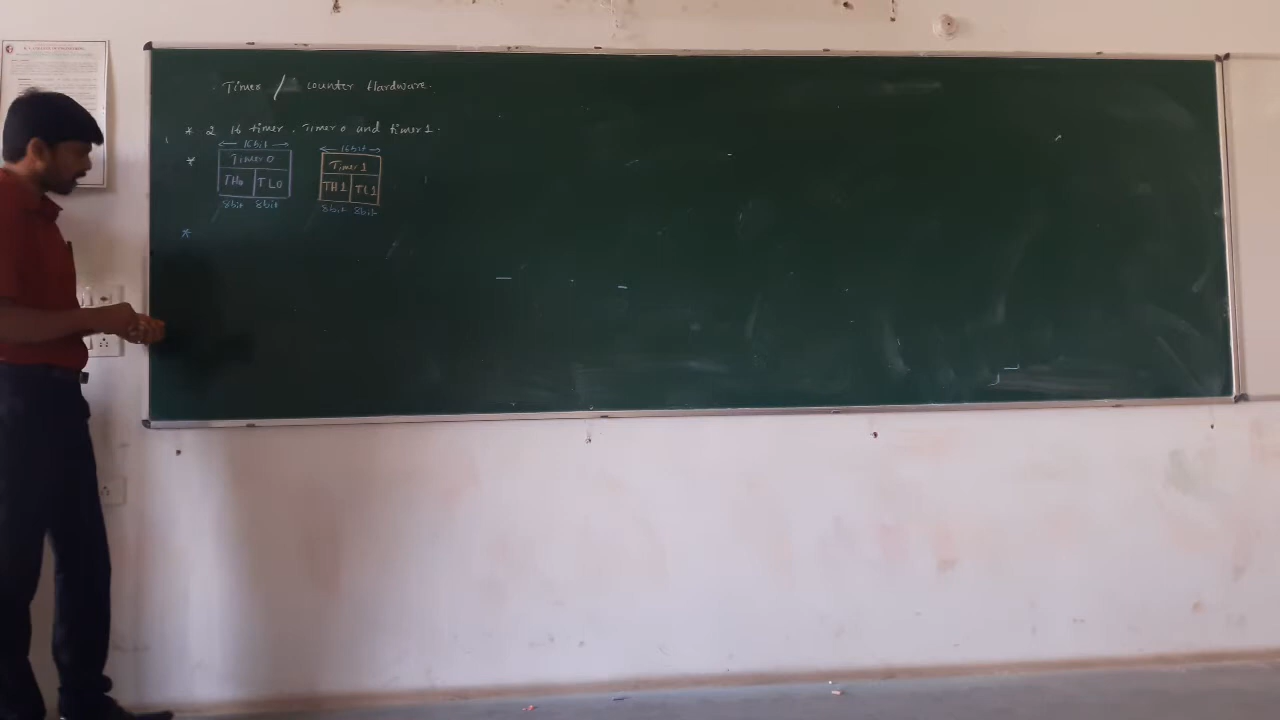 Timer / Counter Hardware.
* 2 16 timer. Timer 0 and timer 1.
16bit 16bit
* Timer 0 Timer 1
TH0 TL0 TH1 TL1
8bit 8bit 8bit 8bit
*